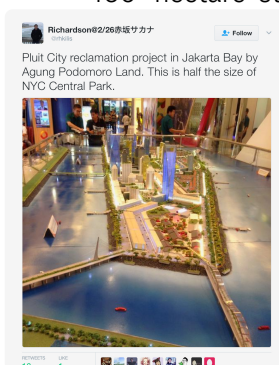 Richardson@2/26赤坂サカナ
@mkdis
Follow
Pluit City reclamation project in Jakarta Bay by
Agung Podomoro Land. This is half the size of
NYC Central Park.
RETWEETS LIKE